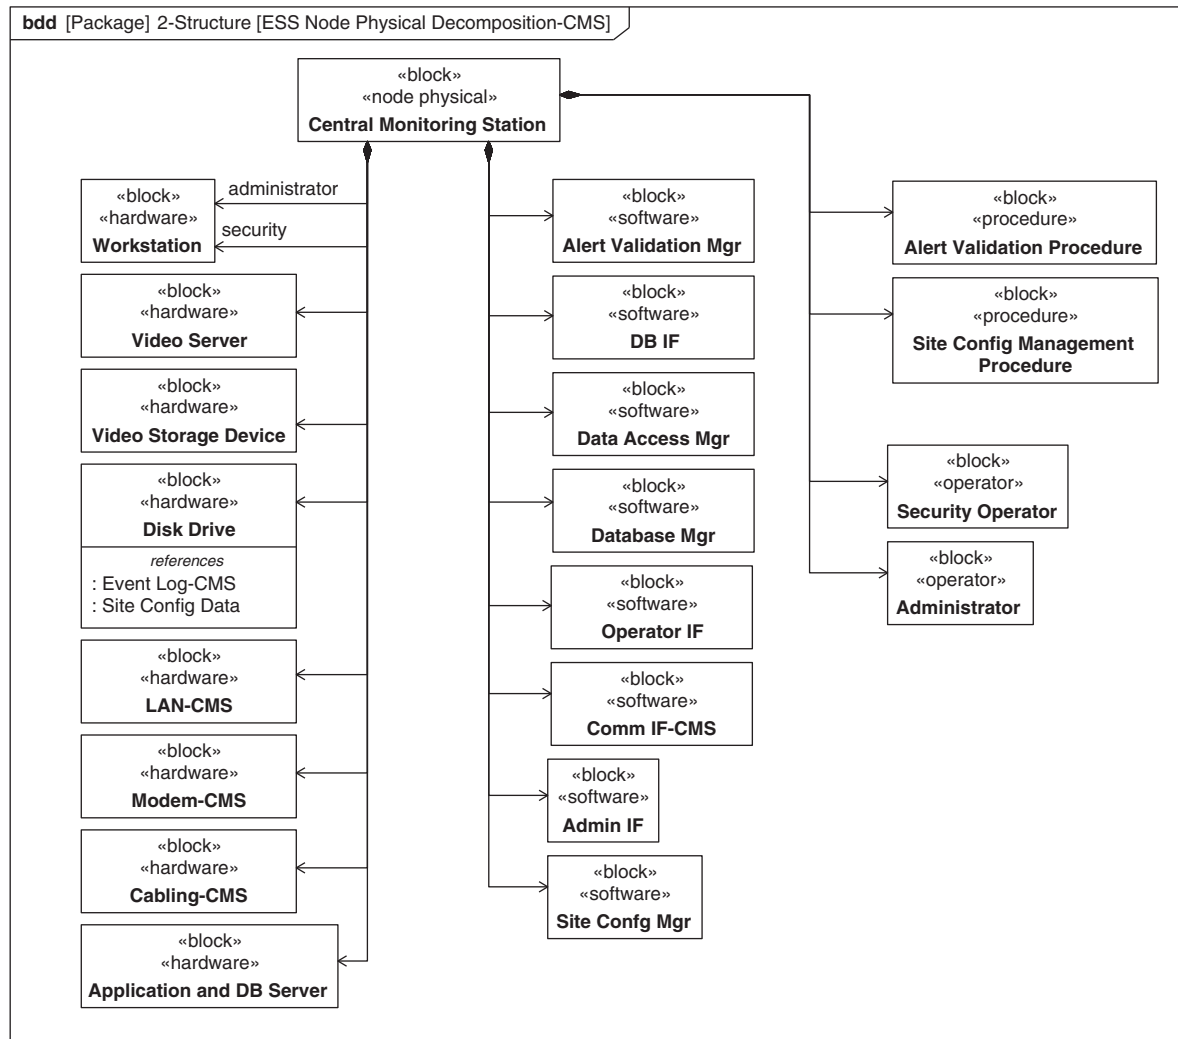 bdd [Package] 2-Structure [ESS Node Physical Decomposition-CMS]
«block»
«node physical»
Central Monitoring Station
administrator
security
«block»
«hardware»
Workstation
«block»
«hardware»
Video Server
«block»
«hardware»
Video Storage Device
«block»
«hardware»
Disk Drive
references
: Event Log-CMS
: Site Config Data
«block»
«hardware»
LAN-CMS
«block»
«hardware»
Modem-CMS
«block»
«hardware»
Cabling-CMS
«block»
«hardware»
Application and DB Server
«block»
«software»
Alert Validation Mgr
«block»
«software»
DB IF
«block»
«software»
Data Access Mgr
«block»
«software»
Database Mgr
«block»
«software»
Operator IF
«block»
«software»
Comm IF-CMS
«block»
«software»
Admin IF
«block»
«software»
Site Confg Mgr
«block»
«procedure»
Alert Validation Procedure
«block»
«procedure»
Site Config Management
Procedure
«block»
«operator»
Security Operator
«block»
«operator»
Administrator